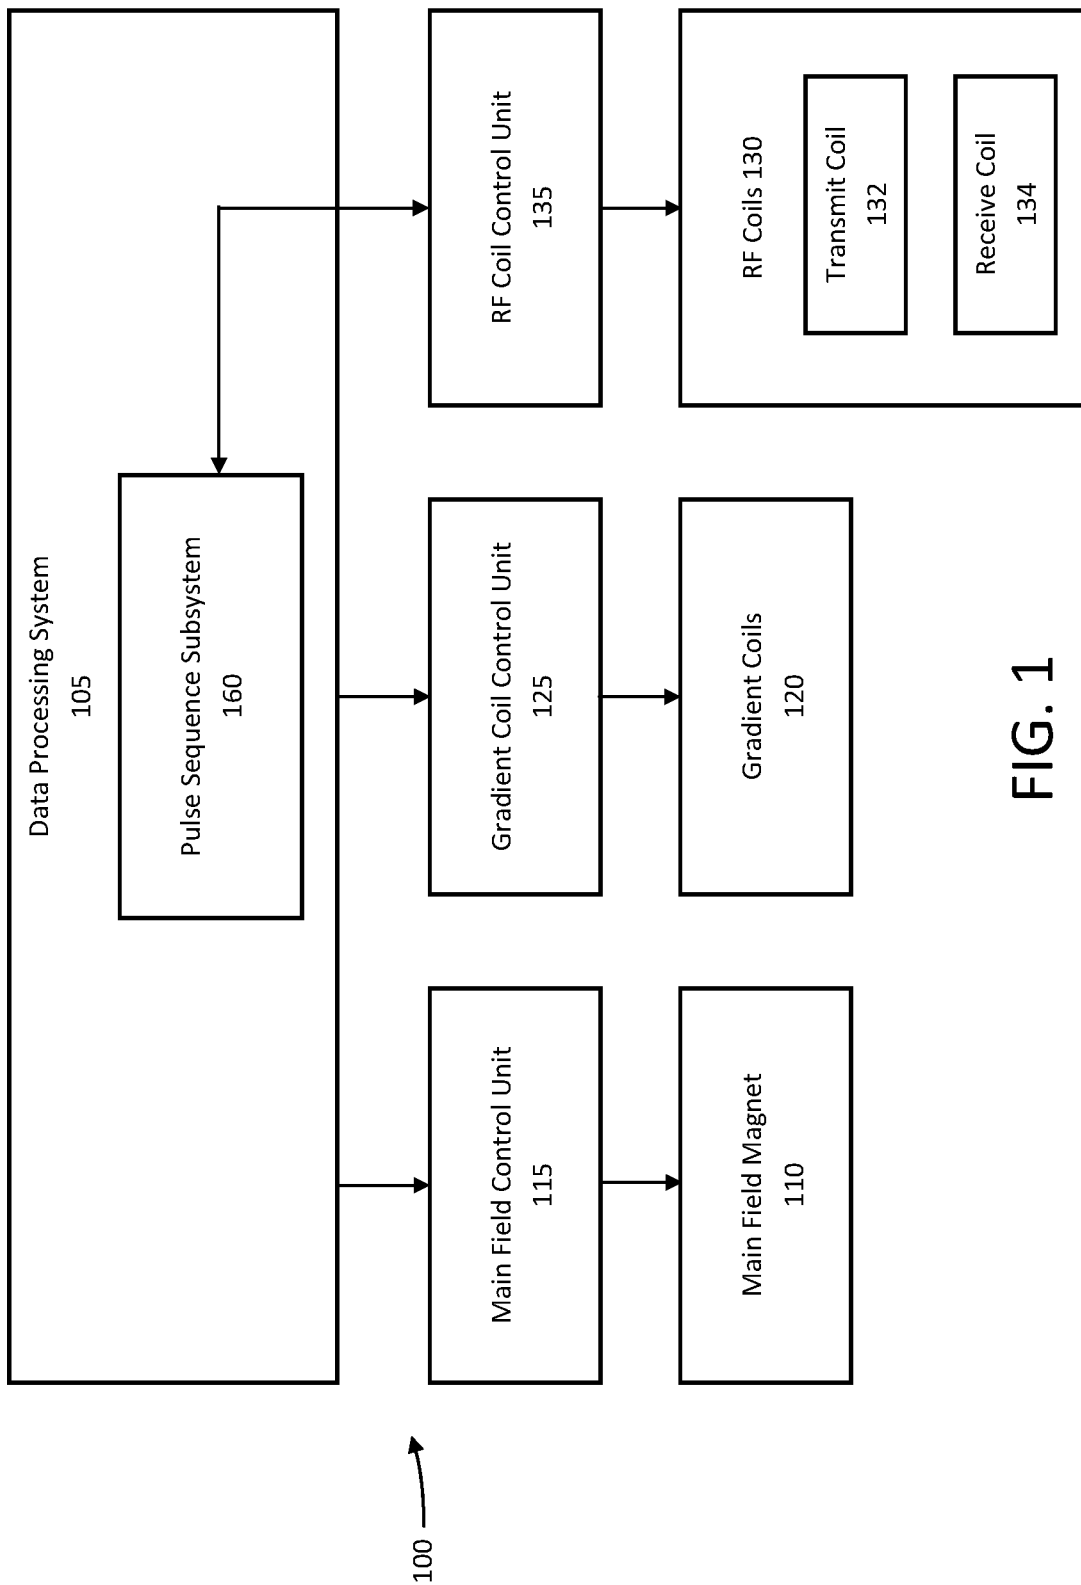 Data Processing System
105
Pulse Sequence Subsystem
160
Main Field Control Unit
115
Gradient Coil Control Unit
125
RF Coil Control Unit
135
Main Field Magnet
110
Gradient Coils
120
RF Coils 130
Transmit Coil
132
Receive Coil
134
100
FIG. 1